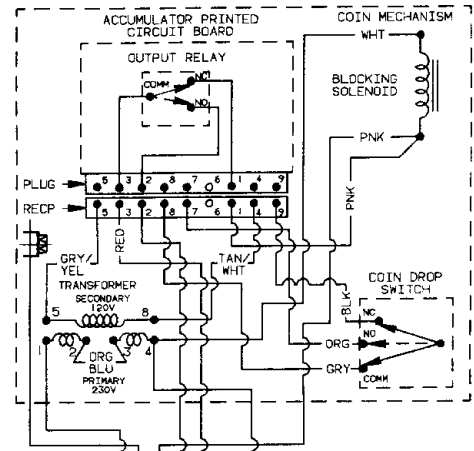 ACCUMULATOR PRINTED
CIRCUIT BOARD
COIN MECHANISM
WHT
OUTPUT RELAY
COMM
NC
NO
BLOCKING
SOLENOID
PNK
PLUG
5 3 2 8 7 6 1 4 9
RECP
5 3 2 8 7 6 1 4 9
PNK
GRY/
YEL
RED
TAN/
WHT
TRANSFORMER
SECONDARY
120V
5
8
BLK
COIN DROP
SWITCH
NC
1
2
3
4
ORG
NO
ORG
BLU
PRIMARY
230V
GRY
COMM